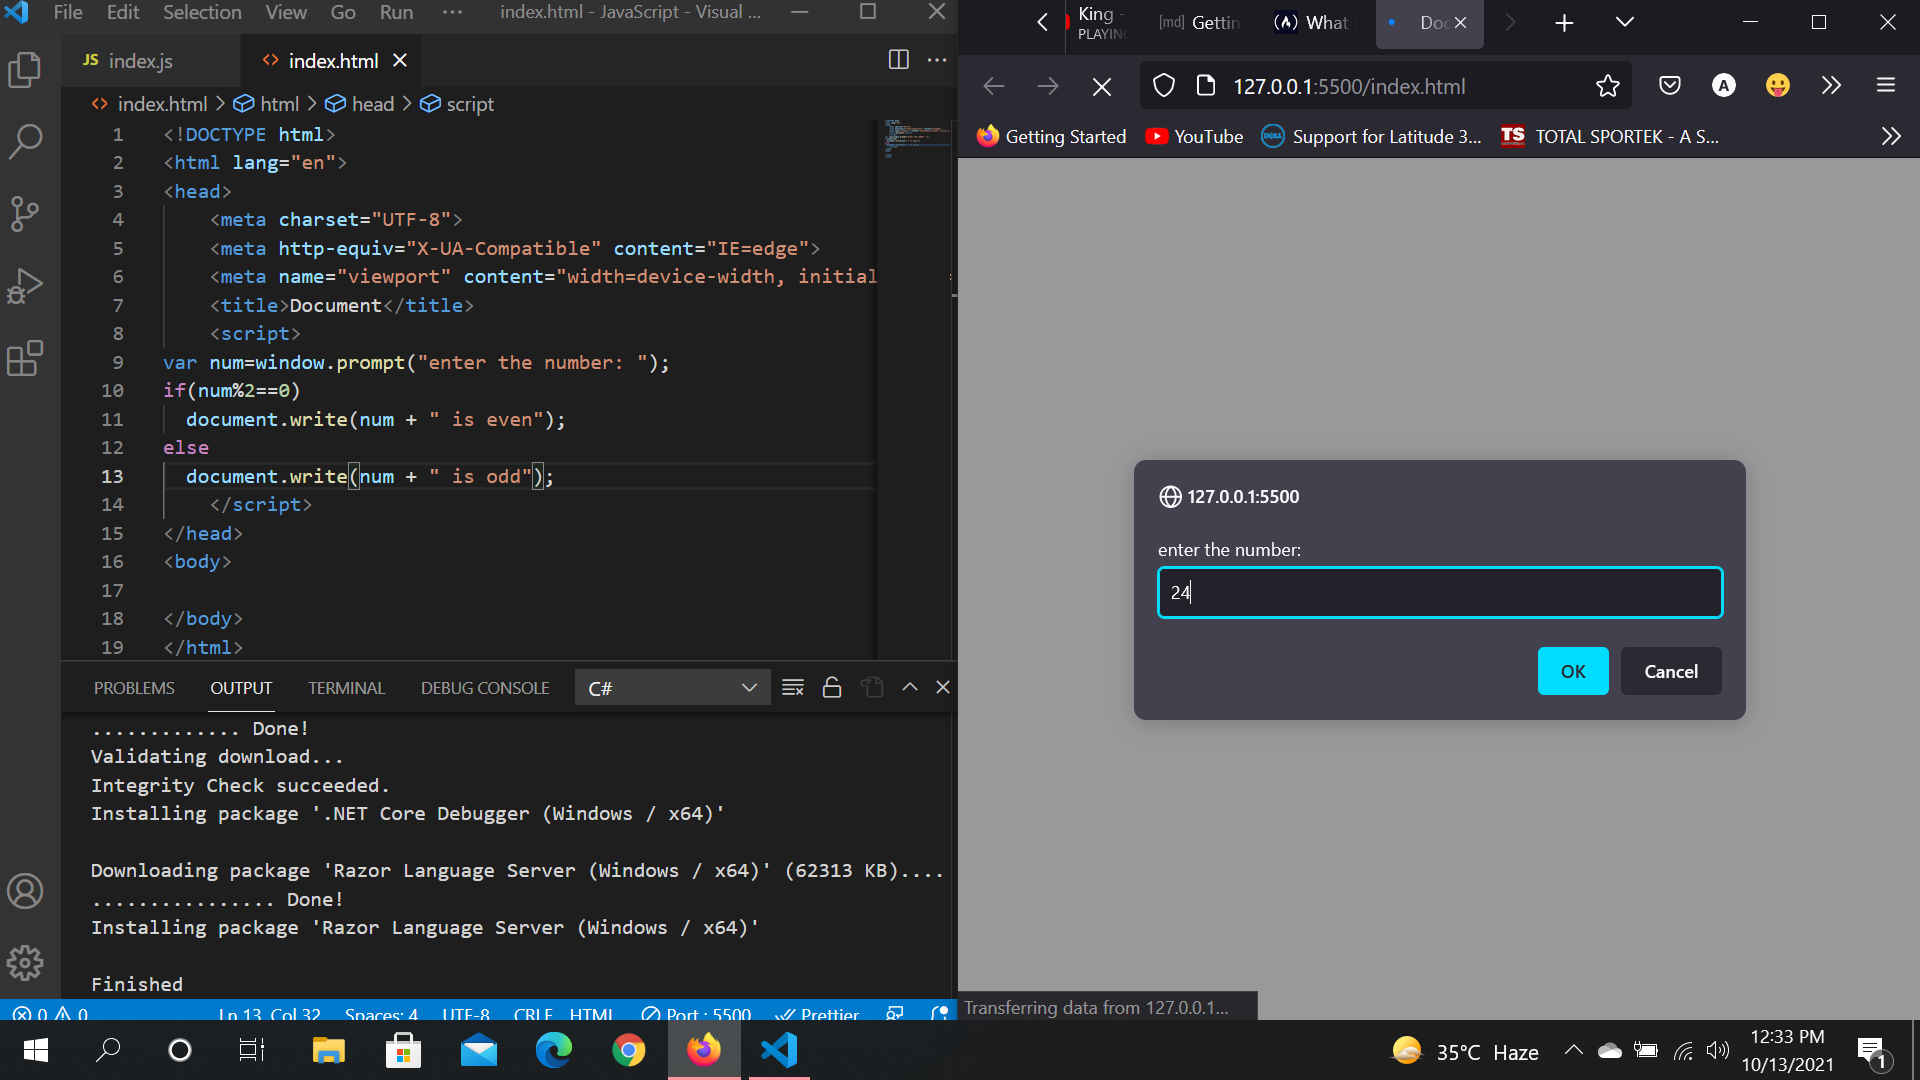 File Edit Selection View Go Run ··· index.html - JavaScript - Visual ...
JS index.js
<> index.html
index.html > html > head > script
1 <!DOCTYPE html>
2 <html lang="en">
3 <head>
4 <meta charset="UTF-8">
5 <meta http-equiv="X-UA-Compatible" content="IE=edge">
6 <meta name="viewport" content="width=device-width, initial
7 <title>Document</title>
8 <script>
9 var num=window.prompt("enter the number: ");
10 if(num%2==0)
11 document.write(num + " is even");
12 else
13 document.write(num + " is odd");
14 </script>
15 </head>
16 <body>
17
18 </body>
19 </html>
PROBLEMS OUTPUT TERMINAL DEBUG CONSOLE C#
............. Done!
Validating download...
Integrity Check succeeded.
Installing package '.NET Core Debugger (Windows / x64)'
Downloading package 'Razor Language Server (Windows / x64)' (62313 KB)....
................ Done!
Installing package 'Razor Language Server (Windows / x64)'
Finished
0 0 Ln 13, Col 32 Spaces: 4 UTF-8 CRLF HTML Port : 5500 Prettier
King -
PLAYING
[md] Gettin
What i
Doc
127.0.0.1:5500/index.html
A
Getting Started
YouTube
DELL Support for Latitude 3...
TS TOTAL SPORTEK - A S...
127.0.0.1:5500
enter the number:
24
OK Cancel
Transferring data from 127.0.0.1...
35°C Haze
12:33 PM
10/13/2021
1